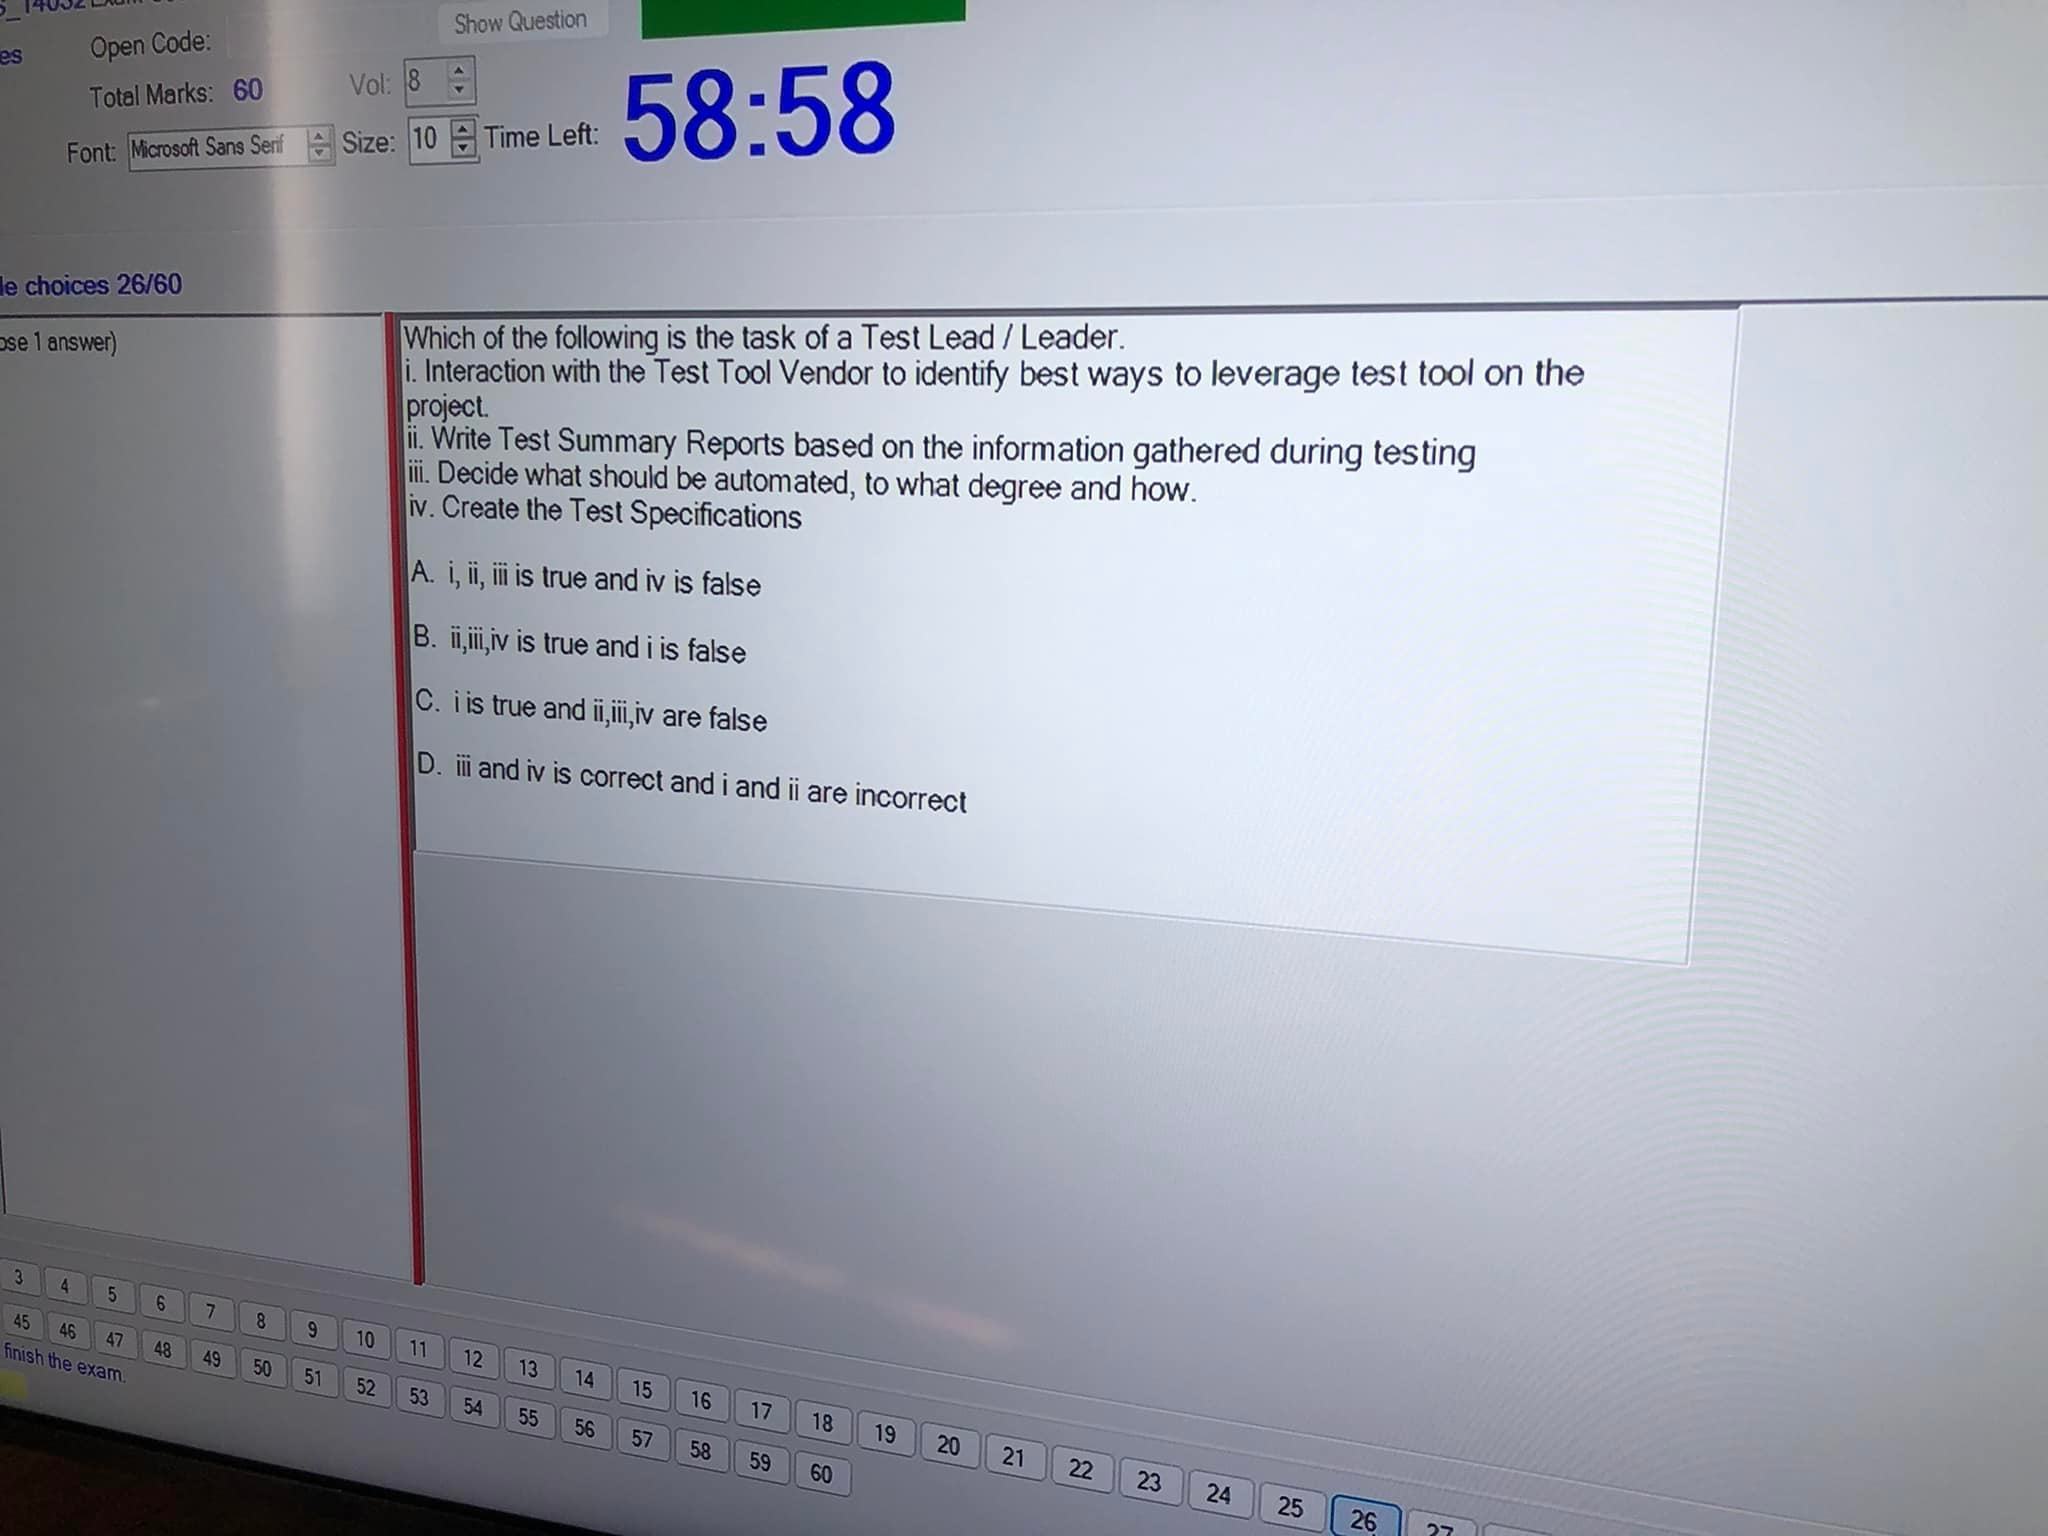 Show Question
es
Open Code:
Total Marks: 60
Vol: 8
Font: Microsoft Sans Serif
Size: 10
Time Left: 58:58
le choices 26/60
ose 1 answer)
Which of the following is the task of a Test Lead / Leader.
i. Interaction with the Test Tool Vendor to identify best ways to leverage test tool on the
project.
ii. Write Test Summary Reports based on the information gathered during testing
iii. Decide what should be automated, to what degree and how.
iv. Create the Test Specifications
A. i, ii, iii is true and iv is false
B. ii,iii,iv is true and i is false
C. i is true and ii,iii,iv are false
D. iii and iv is correct and i and ii are incorrect
3 4 5 6 7 8 9 10 11 12 13 14 15 16 17 18 19 20 21 22 23 24 25 26 27
45 46 47 48 49 50 51 52 53 54 55 56 57 58 59 60
finish the exam.